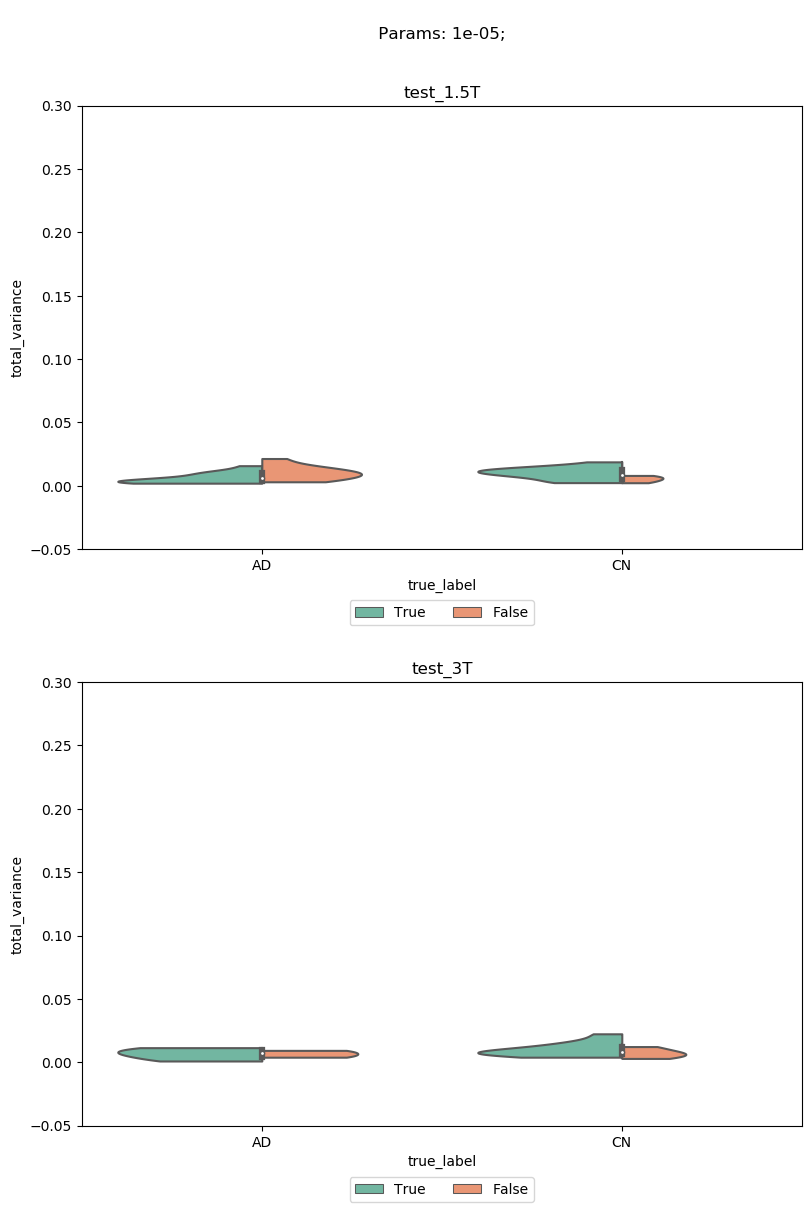 Params: 1e-05;
test_1.5T
0.30
0.25
0.20
0.15
0.10
0.05
0.00
−0.05
total_variance
AD CN
true_label
True False
test_3T
0.30
0.25
0.20
0.15
0.10
0.05
0.00
−0.05
total_variance
AD CN
true_label
True False